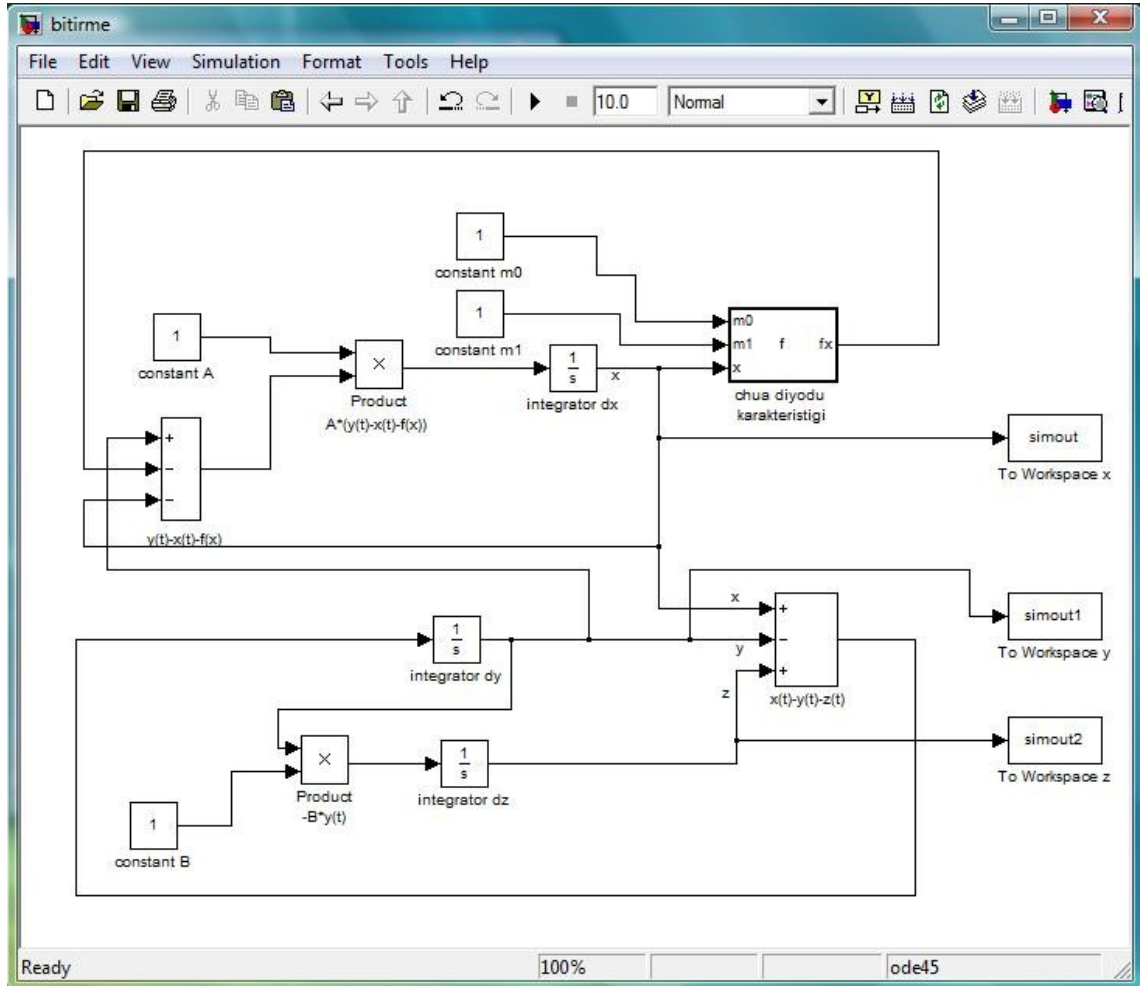 bitirme
File Edit View Simulation Format Tools Help
10.0 Normal
1
constant m0
1
constant m1
1
constant A
×
Product
A*(y(t)-x(t)-f(x))
1
s
x
integrator dx
m0
m1 f fx
x
chua diyodu
karakteristigi
simout
To Workspace x
+
−
−
y(t)-x(t)-f(x)
x
y
z
+
−
+
x(t)-y(t)-z(t)
simout1
To Workspace y
1
s
integrator dy
simout2
To Workspace z
×
Product
-B*y(t)
1
s
integrator dz
1
constant B
Ready 100% ode45